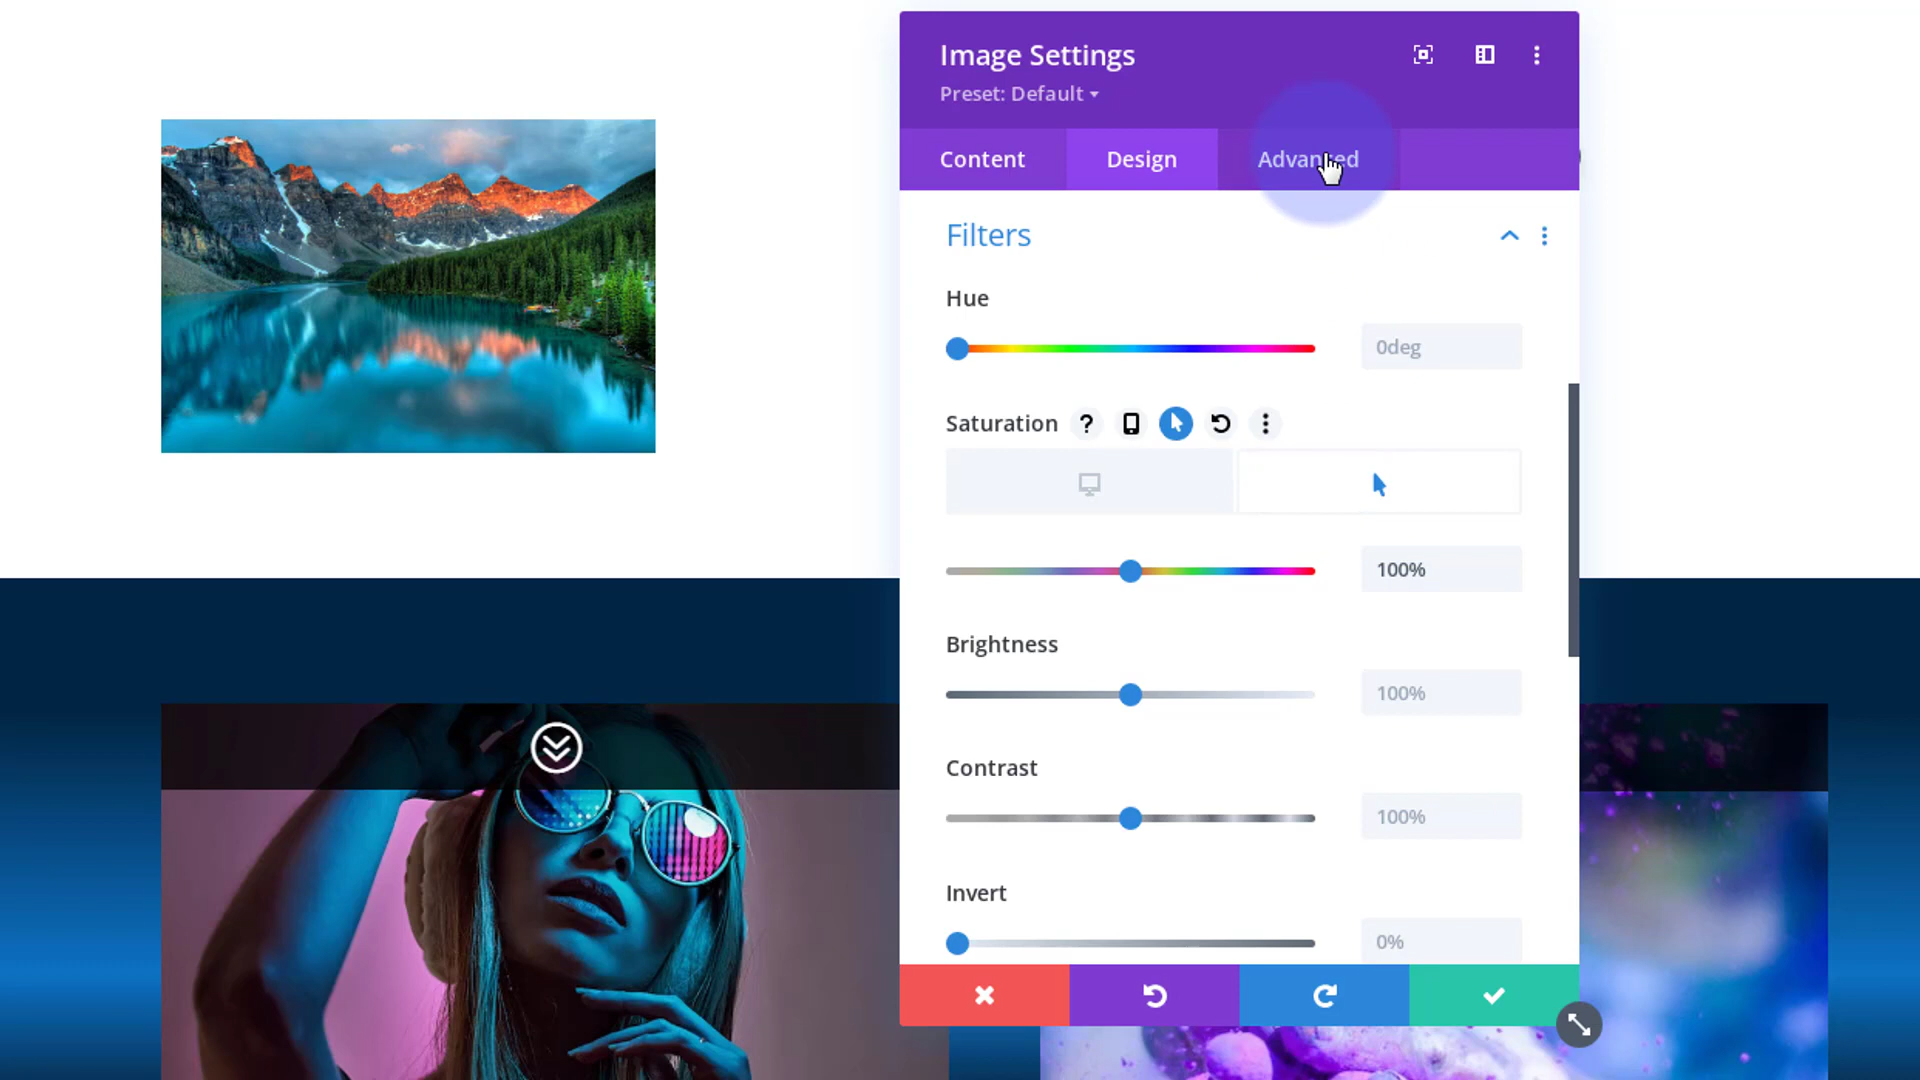 Image Settings
Preset: Default
Content Design Advanced
Filters
Hue
0deg
Saturation ?
100%
Brightness
100%
Contrast
100%
Invert
0%